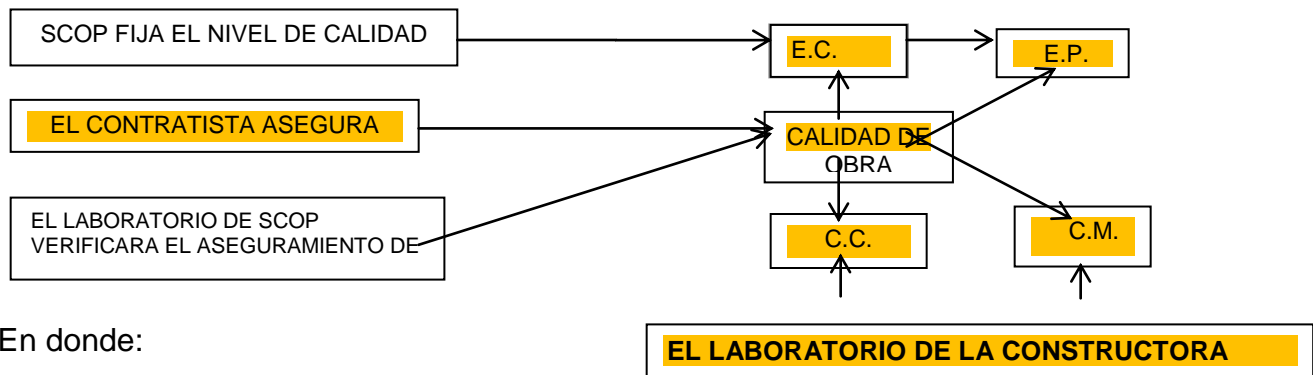 SCOP FIJA EL NIVEL DE CALIDAD
E.C.
E.P.
EL CONTRATISTA ASEGURA
CALIDAD DE
OBRA
EL LABORATORIO DE SCOP
VERIFICARA EL ASEGURAMIENTO DE
C.C.
C.M.
En donde:
EL LABORATORIO DE LA CONSTRUCTORA